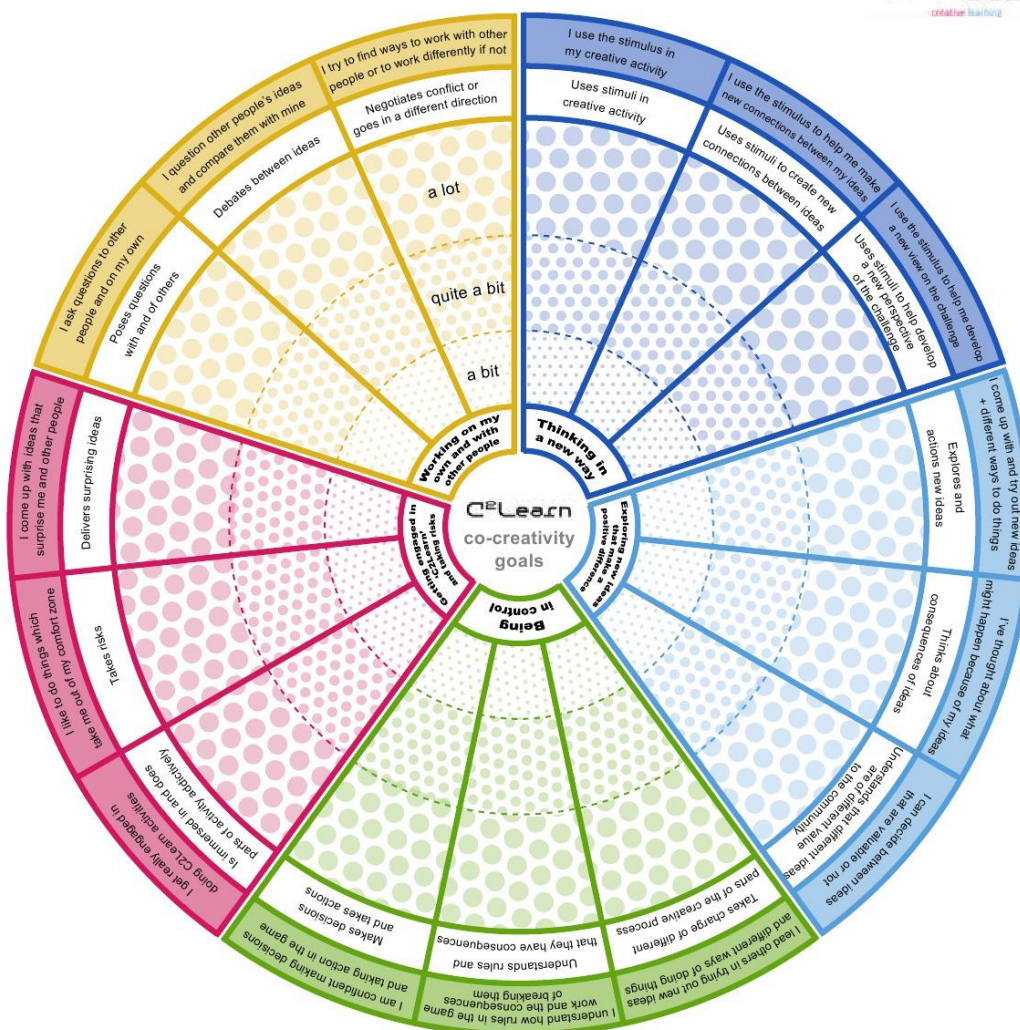 creative learning
I use the stimulus in
my creative activity
Uses stimuli in
creative activity
I use the stimulus to help me make
new connections between my ideas
Uses stimuli to create new
connections between ideas
I use the stimulus to help me develop
a new view on the challenge
Uses stimuli to help develop
a new perspective
of the challenge
Thinking in
a new way
I come up with and try out new ideas
+ different ways to do things
Explores and
actions new ideas
I've thought about what
might happen because of my ideas
Thinks about
consequences of ideas
I can decide between ideas
that are valuable or not
Understands that different ideas
are of different value
to the community
Exploring new ideas
that make a
positive difference
I lead others in trying out new ideas
and different ways of doing things
Takes charge of different
parts of the creative process
I understand how rules in the game
work and the consequences
of breaking them
Understands rules and
that they have consequences
I am confident making decisions
and taking action in the game
Makes decisions
and takes actions
Being
in control
I get really engaged in
doing C2Learn activities
Is immersed in and does
parts of activity addictively
I like to do things which
take me out of my comfort zone
Takes risks
I come up with ideas that
surprise me and other people
Delivers surprising ideas
Getting engaged in
'C2Learn'
and taking risks
I ask questions to other
people and on my own
Poses questions
with and of others
I question other people's ideas
and compare them with mine
Debates between ideas
I try to find ways to work with other
people or to work differently if not
Negotiates conflict or
goes in a different direction
a lot
quite a bit
a bit
Working on my
own and with
other people
C2Learn
co-creativity
goals